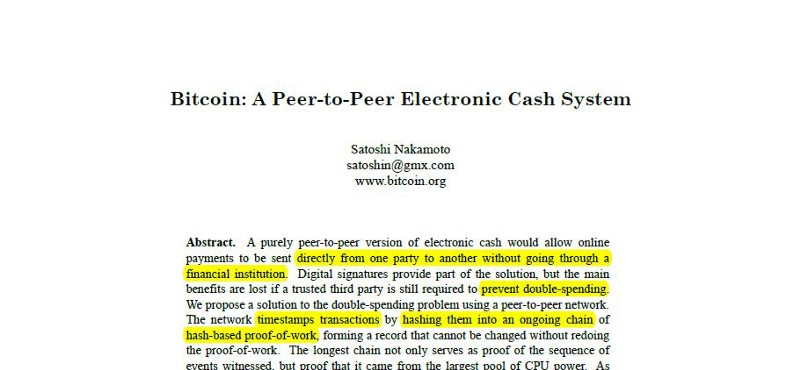 Bitcoin: A Peer-to-Peer Electronic Cash System
Satoshi Nakamoto
satoshin@gmx.com
www.bitcoin.org
Abstract. A purely peer-to-peer version of electronic cash would allow online
payments to be sent directly from one party to another without going through a
financial institution. Digital signatures provide part of the solution, but the main
benefits are lost if a trusted third party is still required to prevent double-spending.
We propose a solution to the double-spending problem using a peer-to-peer network.
The network timestamps transactions by hashing them into an ongoing chain of
hash-based proof-of-work, forming a record that cannot be changed without redoing
the proof-of-work. The longest chain not only serves as proof of the sequence of
events witnessed, but proof that it came from the largest pool of CPU power. As